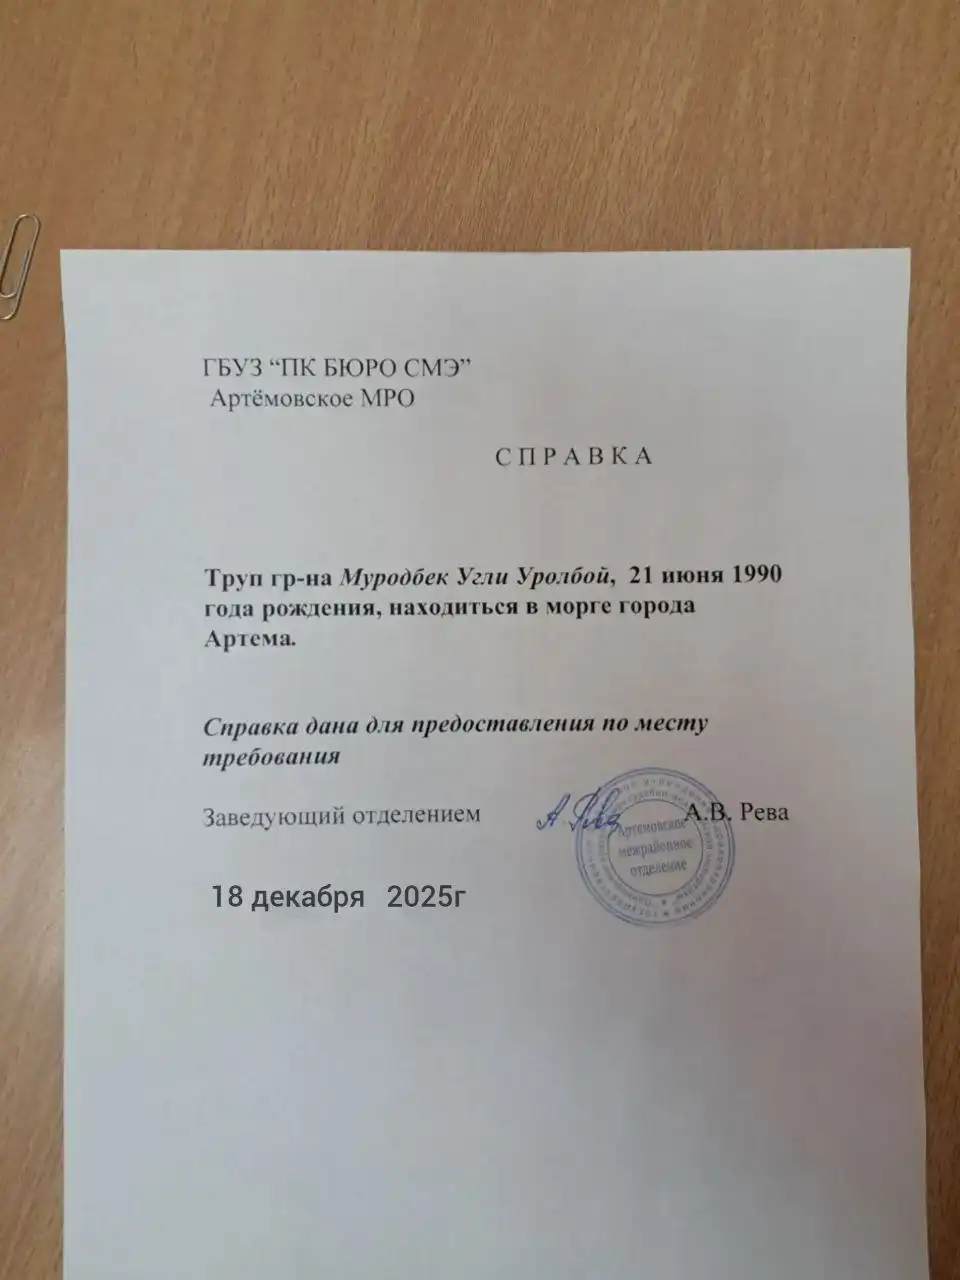 ГБУЗ “ПК БЮРО СМЭ”
Артёмовское МРО
С П Р А В К А
Труп гр-на Муродбек Угли Уролбой, 21 июня 1990
года рождения, находиться в морге города
Артема.
Справка дана для предоставления по месту
требования
Заведующий отделением А.В. Рева
Артемовское
межрайонное
отделение
18 декабря 2025г